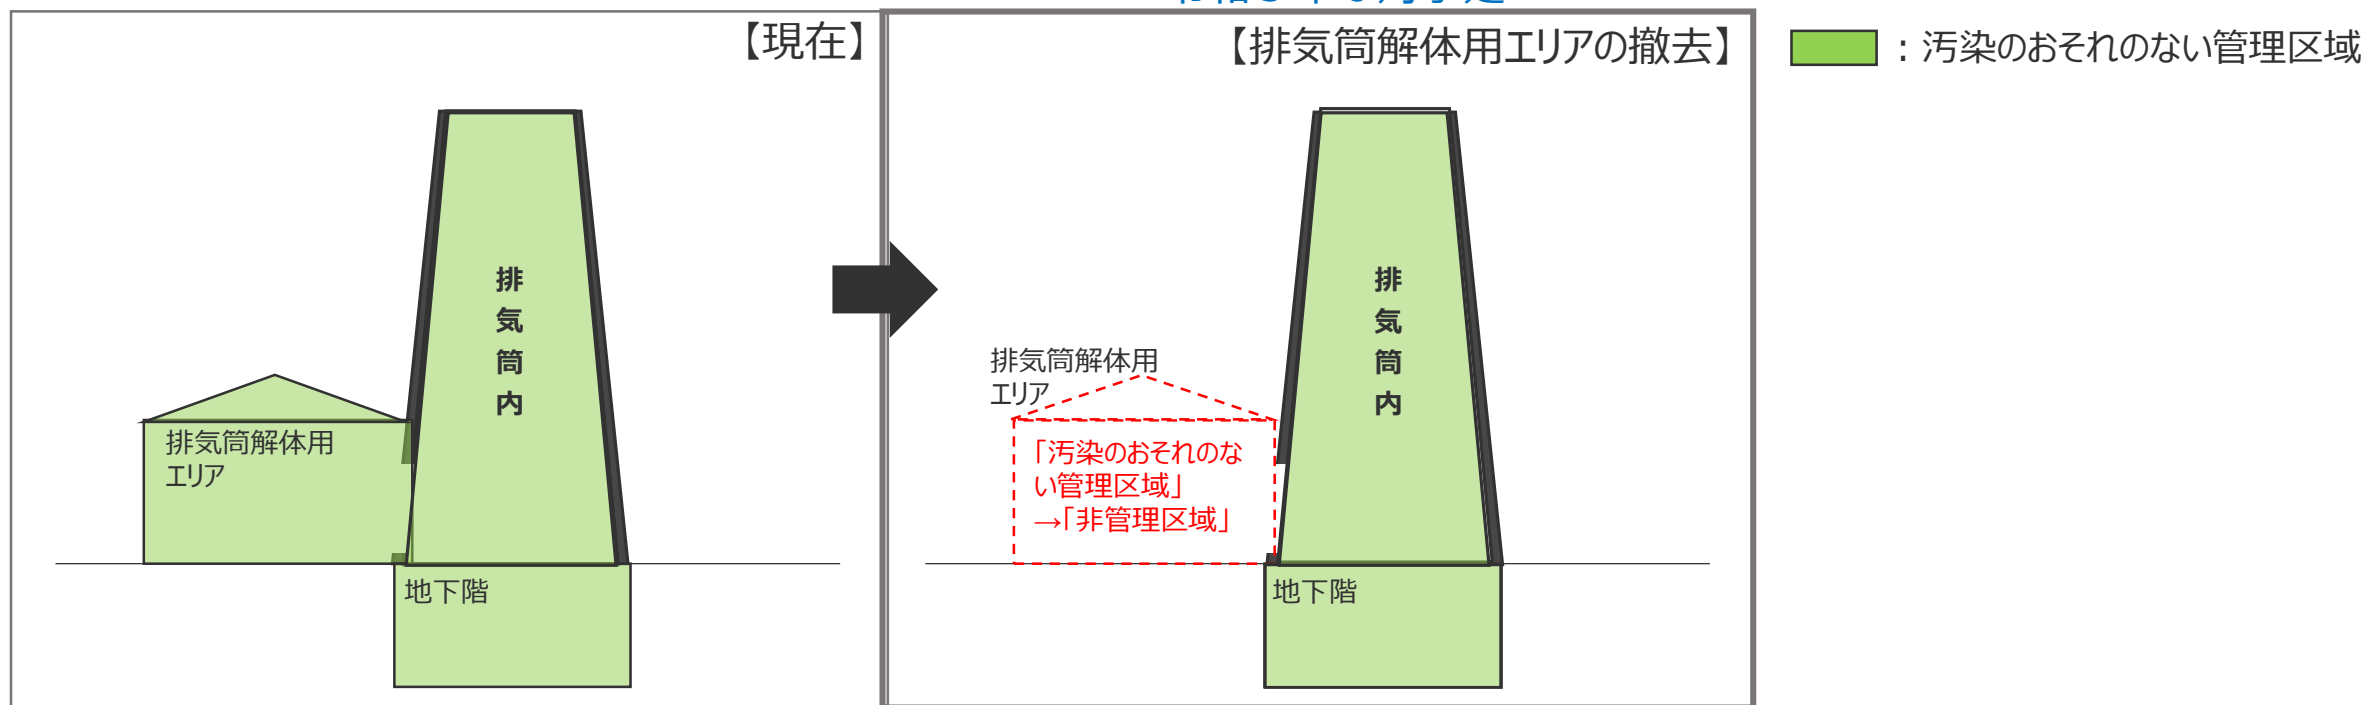 【現在】
排気筒内
排気筒解体用
エリア
地下階
【排気筒解体用エリアの撤去】
排気筒内
排気筒解体用
エリア
「汚染のおそれのな
い管理区域」
→「非管理区域」
地下階
：汚染のおそれのない管理区域